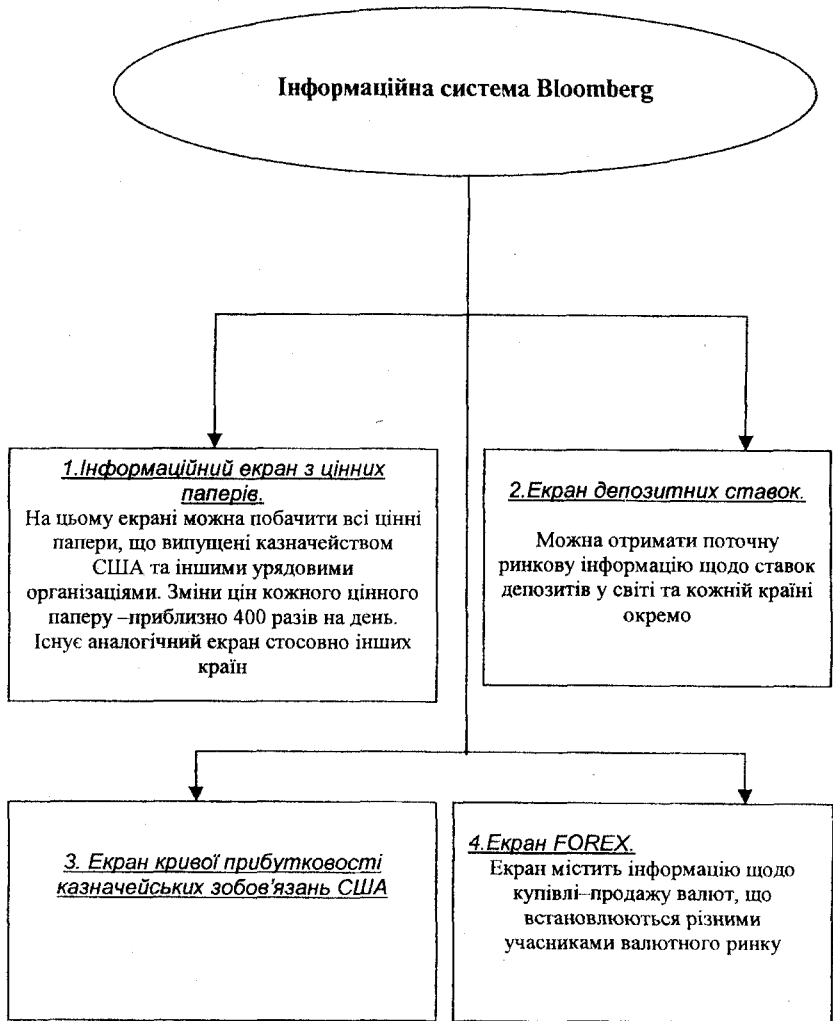 Інформаційна система Bloomberg
1.Інформаційний екран з цінних
паперів.
На цьому екрані можна побачити всі цінні
папери, що випущені казначейством
США та іншими урядовими
організаціями. Зміни цін кожного цінного
паперу –приблизно 400 разів на день.
Існує аналогічний екран стосовно інших
країн
2.Екран депозитних ставок.
Можна отримати поточну
ринкову інформацію щодо ставок
депозитів у світі та кожній країні
окремо
3. Екран кривої прибутковості
казначейських зобов'язань США
4.Екран FOREX.
Екран містить інформацію щодо
купівлі–продажу валют, що
встановлюються різними
учасниками валютного ринку